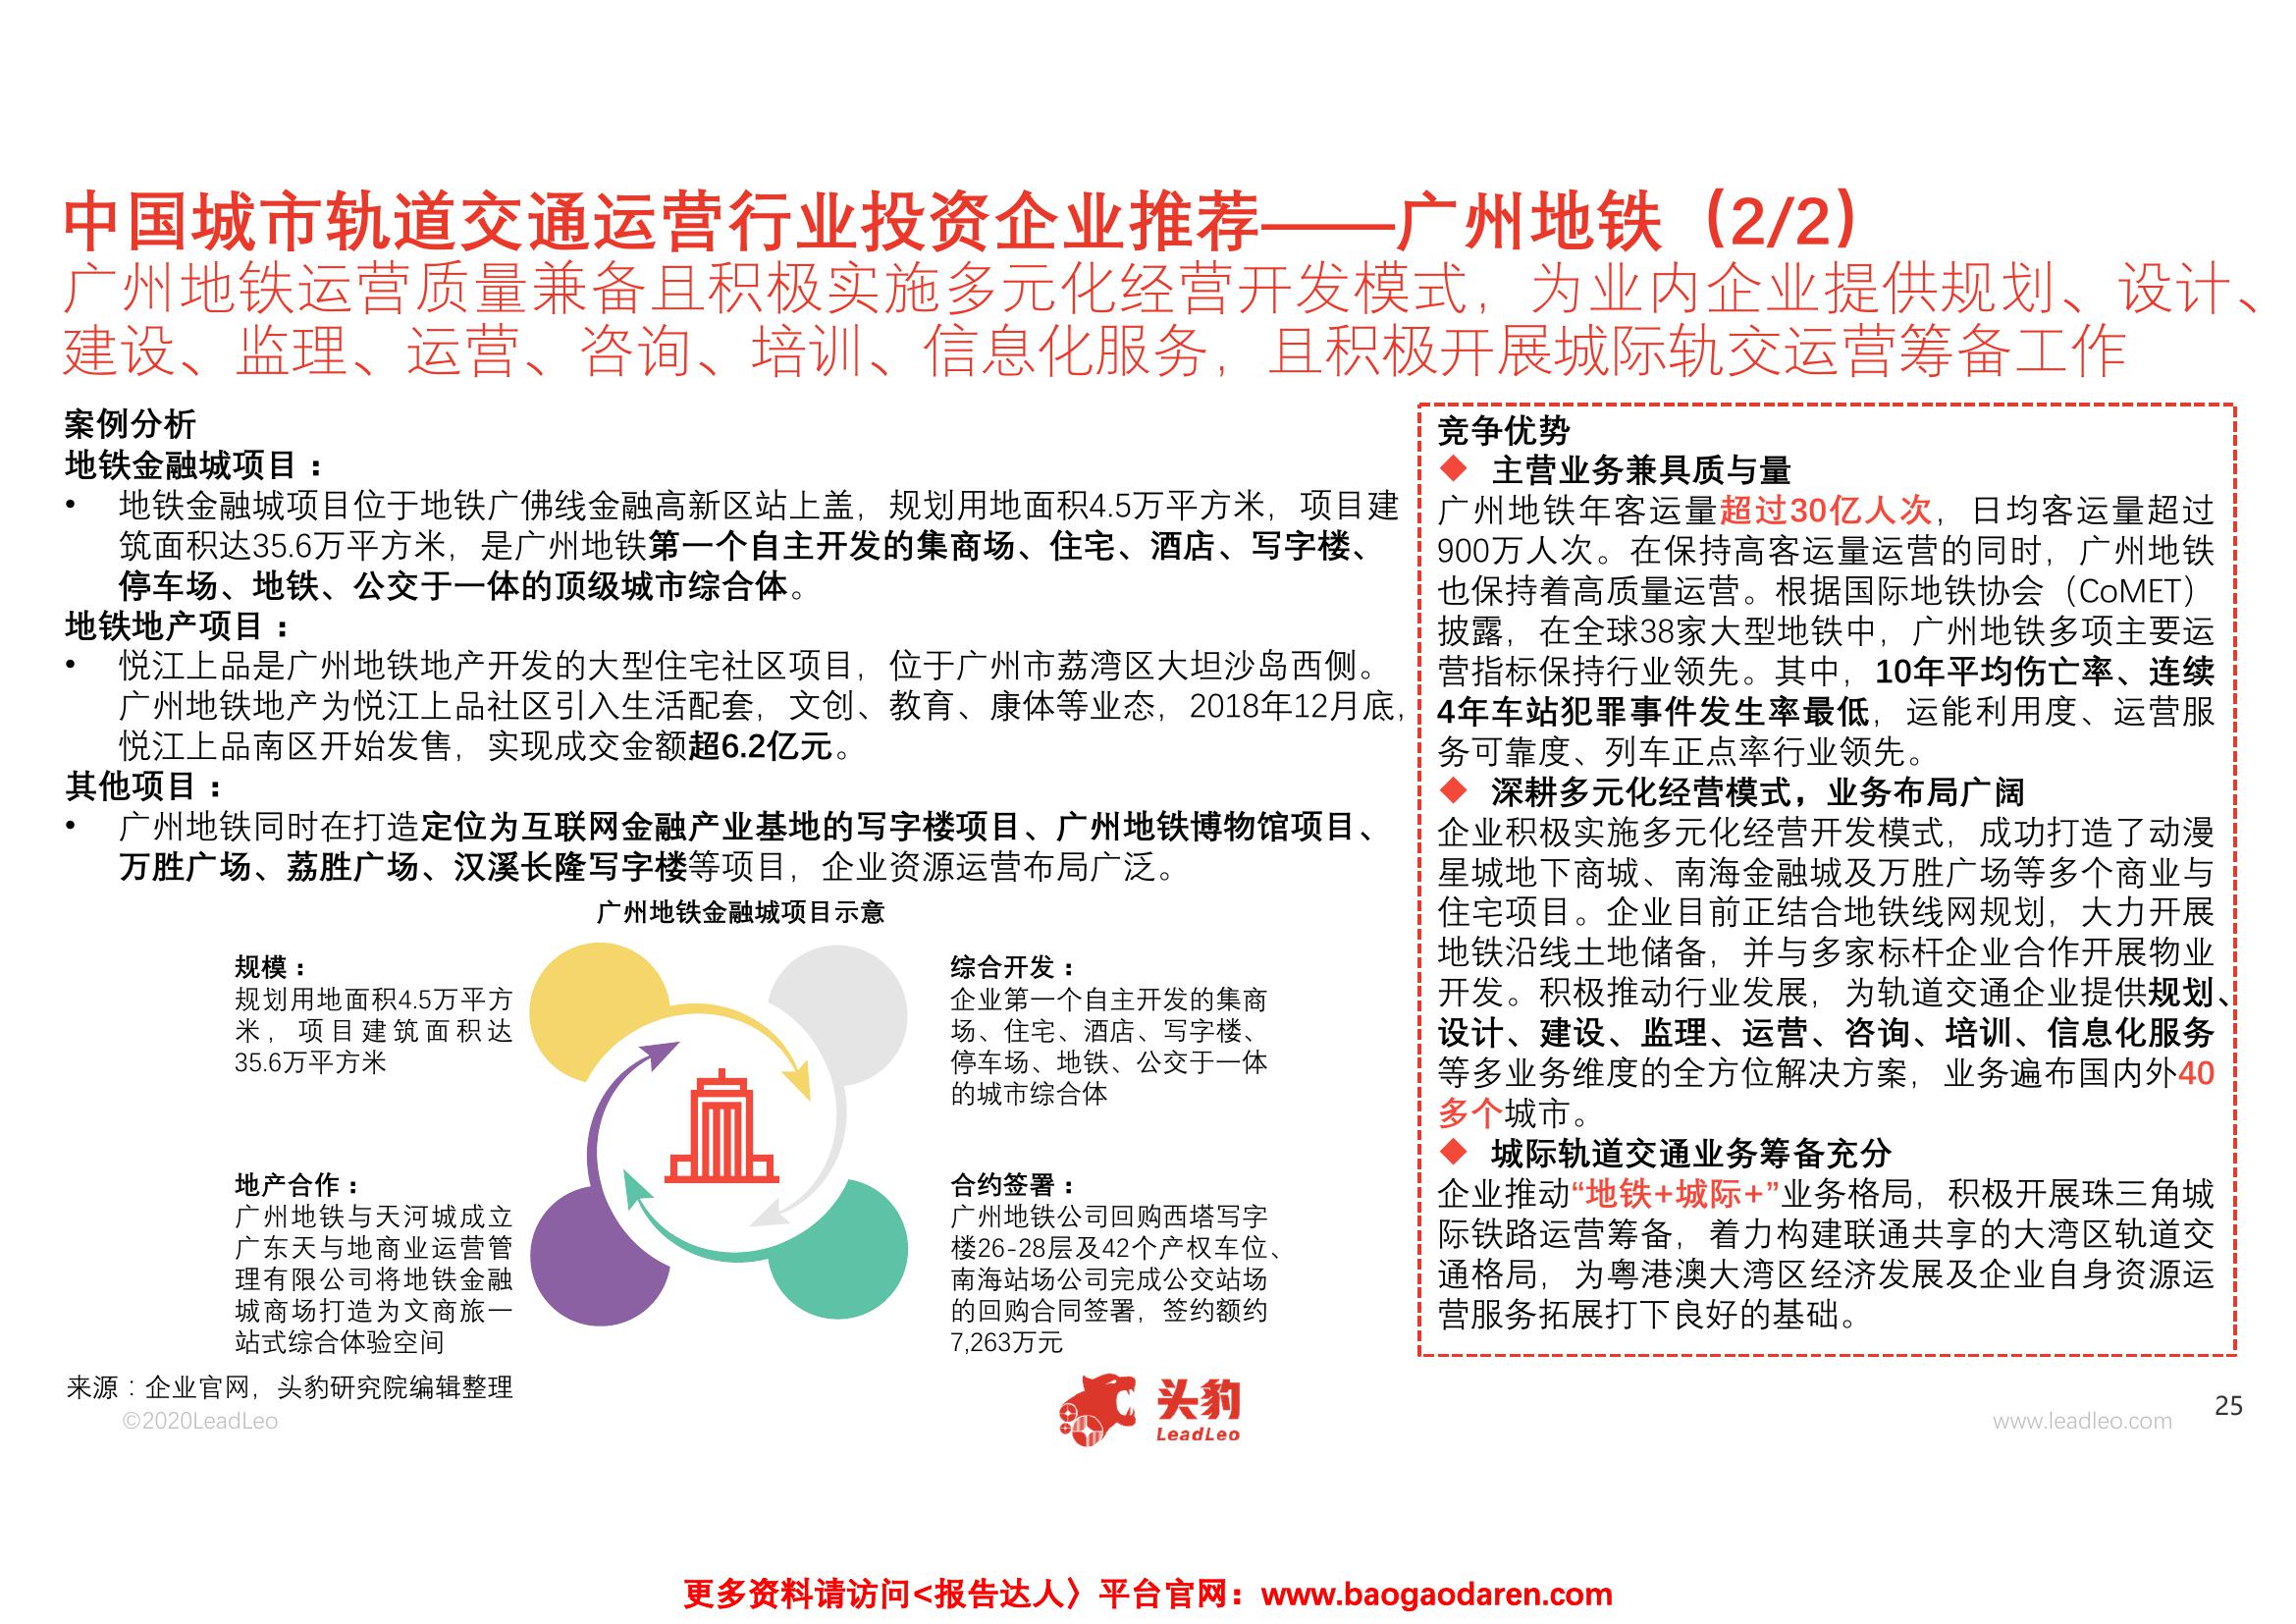 中国城市轨道交通运营行业投资企业推荐——广州地铁（2/2）
广州地铁运营质量兼备且积极实施多元化经营开发模式，为业内企业提供规划、设计、
建设、监理、运营、咨询、培训、信息化服务，且积极开展城际轨交运营筹备工作
案例分析
地铁金融城项目：
• 地铁金融城项目位于地铁广佛线金融高新区站上盖，规划用地面积4.5万平方米，项目建
筑面积达35.6万平方米，是广州地铁第一个自主开发的集商场、住宅、酒店、写字楼、
停车场、地铁、公交于一体的顶级城市综合体。
地铁地产项目：
• 悦江上品是广州地铁地产开发的大型住宅社区项目，位于广州市荔湾区大坦沙岛西侧。
广州地铁地产为悦江上品社区引入生活配套，文创、教育、康体等业态，2018年12月底，
悦江上品南区开始发售，实现成交金额超6.2亿元。
其他项目：
• 广州地铁同时在打造定位为互联网金融产业基地的写字楼项目、广州地铁博物馆项目、
万胜广场、荔胜广场、汉溪长隆写字楼等项目，企业资源运营布局广泛。
广州地铁金融城项目示意
规模：
规划用地面积4.5万平方
米，项目建筑面积达
35.6万平方米
综合开发：
企业第一个自主开发的集商
场、住宅、酒店、写字楼、
停车场、地铁、公交于一体
的城市综合体
地产合作：
广州地铁与天河城成立
广东天与地商业运营管
理有限公司将地铁金融
城商场打造为文商旅一
站式综合体验空间
合约签署：
广州地铁公司回购西塔写字
楼26-28层及42个产权车位、
南海站场公司完成公交站场
的回购合同签署，签约额约
7,263万元
竞争优势
◆ 主营业务兼具质与量
广州地铁年客运量超过30亿人次，日均客运量超过
900万人次。在保持高客运量运营的同时，广州地铁
也保持着高质量运营。根据国际地铁协会（CoMET）
披露，在全球38家大型地铁中，广州地铁多项主要运
营指标保持行业领先。其中，10年平均伤亡率、连续
4年车站犯罪事件发生率最低，运能利用度、运营服
务可靠度、列车正点率行业领先。
◆ 深耕多元化经营模式，业务布局广阔
企业积极实施多元化经营开发模式，成功打造了动漫
星城地下商城、南海金融城及万胜广场等多个商业与
住宅项目。企业目前正结合地铁线网规划，大力开展
地铁沿线土地储备，并与多家标杆企业合作开展物业
开发。积极推动行业发展，为轨道交通企业提供规划、
设计、建设、监理、运营、咨询、培训、信息化服务
等多业务维度的全方位解决方案，业务遍布国内外40
多个城市。
◆ 城际轨道交通业务筹备充分
企业推动“地铁+城际+”业务格局，积极开展珠三角城
际铁路运营筹备，着力构建联通共享的大湾区轨道交
通格局，为粤港澳大湾区经济发展及企业自身资源运
营服务拓展打下良好的基础。
来源：企业官网，头豹研究院编辑整理
©2020LeadLeo
头豹
LeadLeo
www.leadleo.com
25
更多资料请访问<报告达人〉平台官网：www.baogaodaren.com